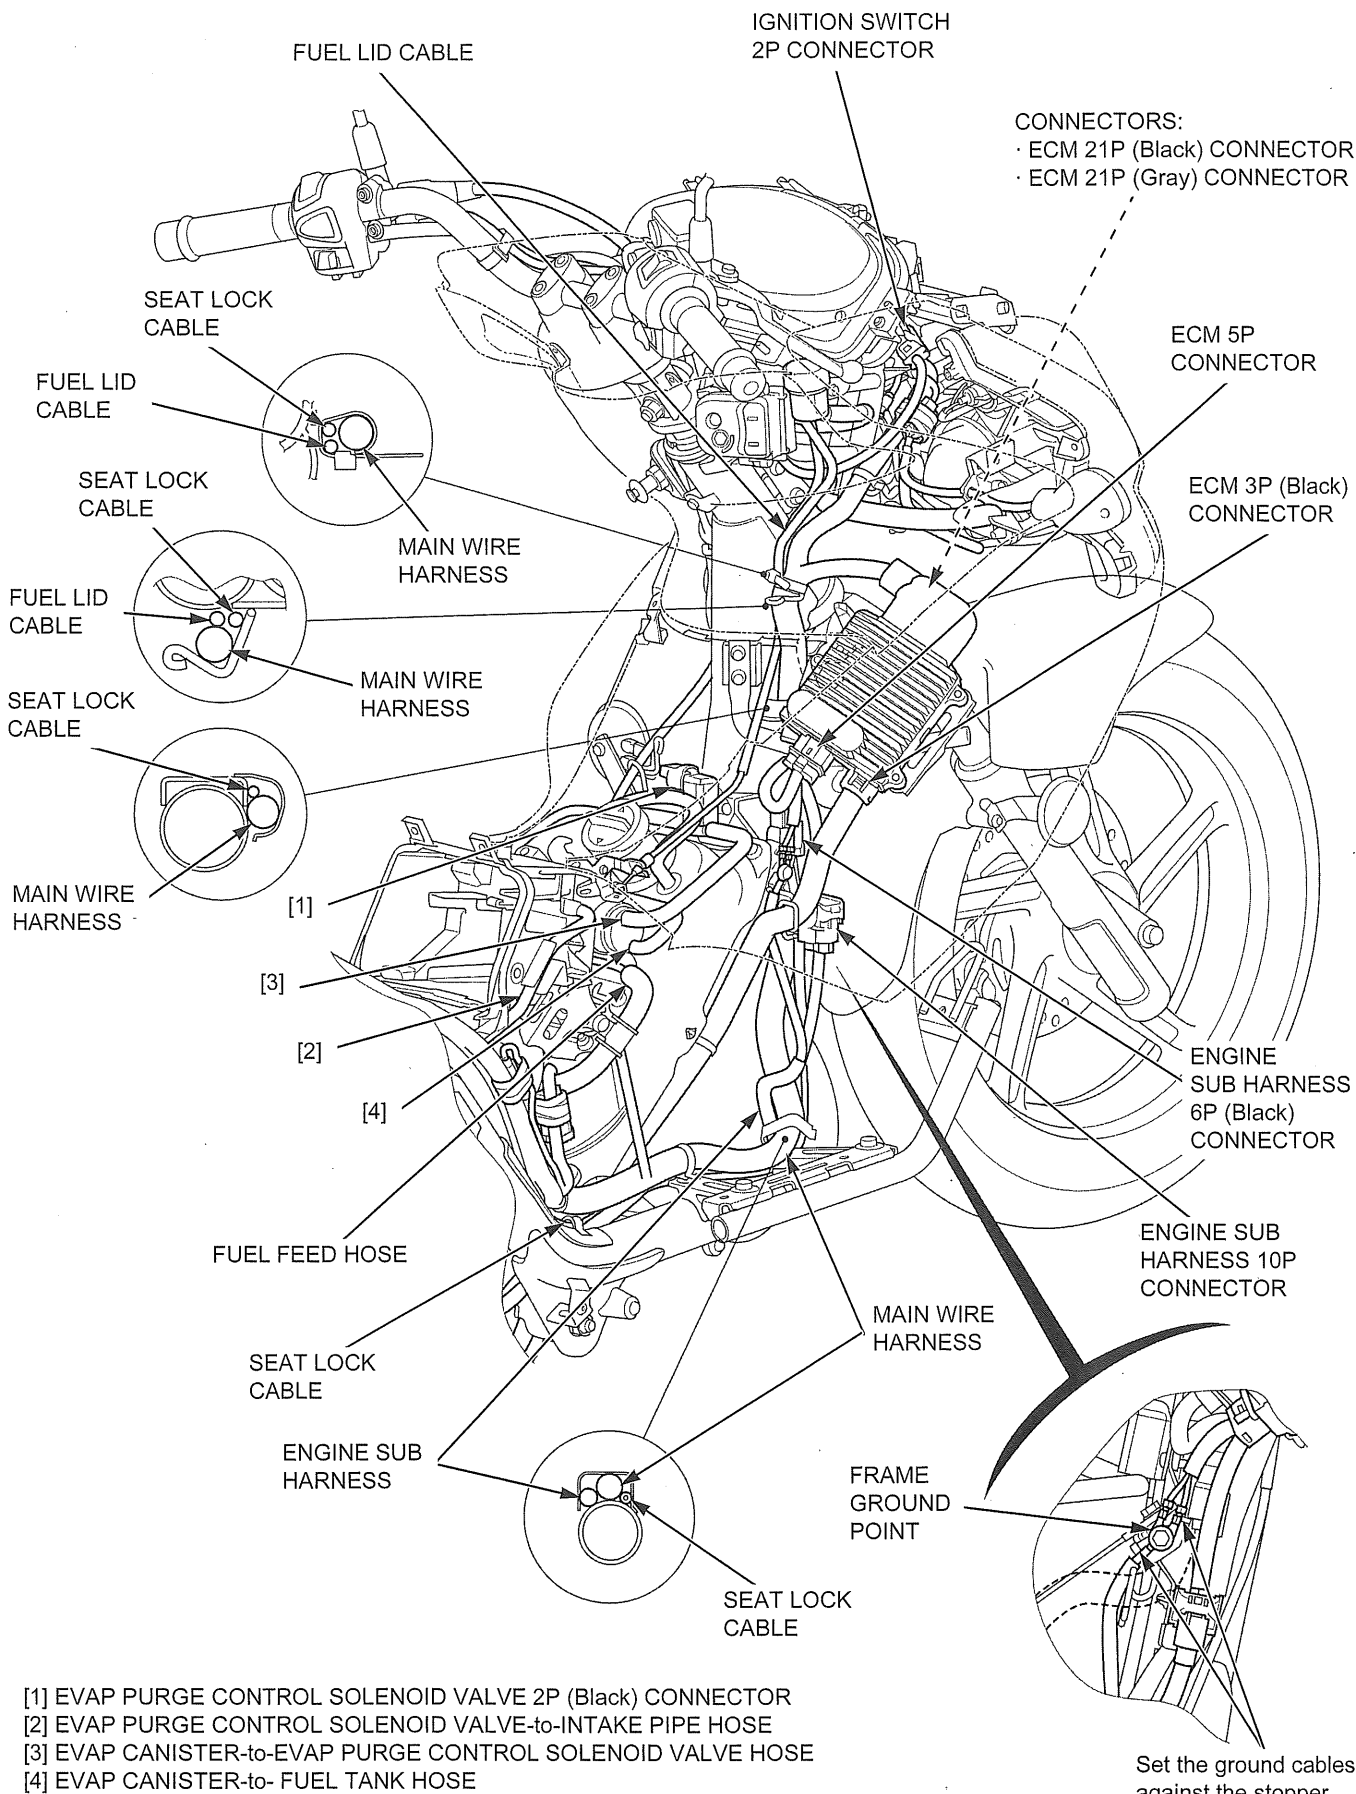 IGNITION SWITCH
2P CONNECTOR
FUEL LID CABLE
CONNECTORS:
· ECM 21P (Black) CONNECTOR
· ECM 21P (Gray) CONNECTOR
SEAT LOCK
CABLE
ECM 5P
CONNECTOR
FUEL LID
CABLE
SEAT LOCK
CABLE
ECM 3P (Black)
CONNECTOR
MAIN WIRE
HARNESS
FUEL LID
CABLE
MAIN WIRE
HARNESS
SEAT LOCK
CABLE
MAIN WIRE
HARNESS
[1]
[3]
[2]
[4]
ENGINE
SUB HARNESS
6P (Black)
CONNECTOR
FUEL FEED HOSE
ENGINE SUB
HARNESS 10P
CONNECTOR
MAIN WIRE
HARNESS
SEAT LOCK
CABLE
ENGINE SUB
HARNESS
FRAME
GROUND
POINT
SEAT LOCK
CABLE
[1] EVAP PURGE CONTROL SOLENOID VALVE 2P (Black) CONNECTOR
[2] EVAP PURGE CONTROL SOLENOID VALVE-to-INTAKE PIPE HOSE
[3] EVAP CANISTER-to-EVAP PURGE CONTROL SOLENOID VALVE HOSE
[4] EVAP CANISTER-to- FUEL TANK HOSE
Set the ground cables
against the stopper